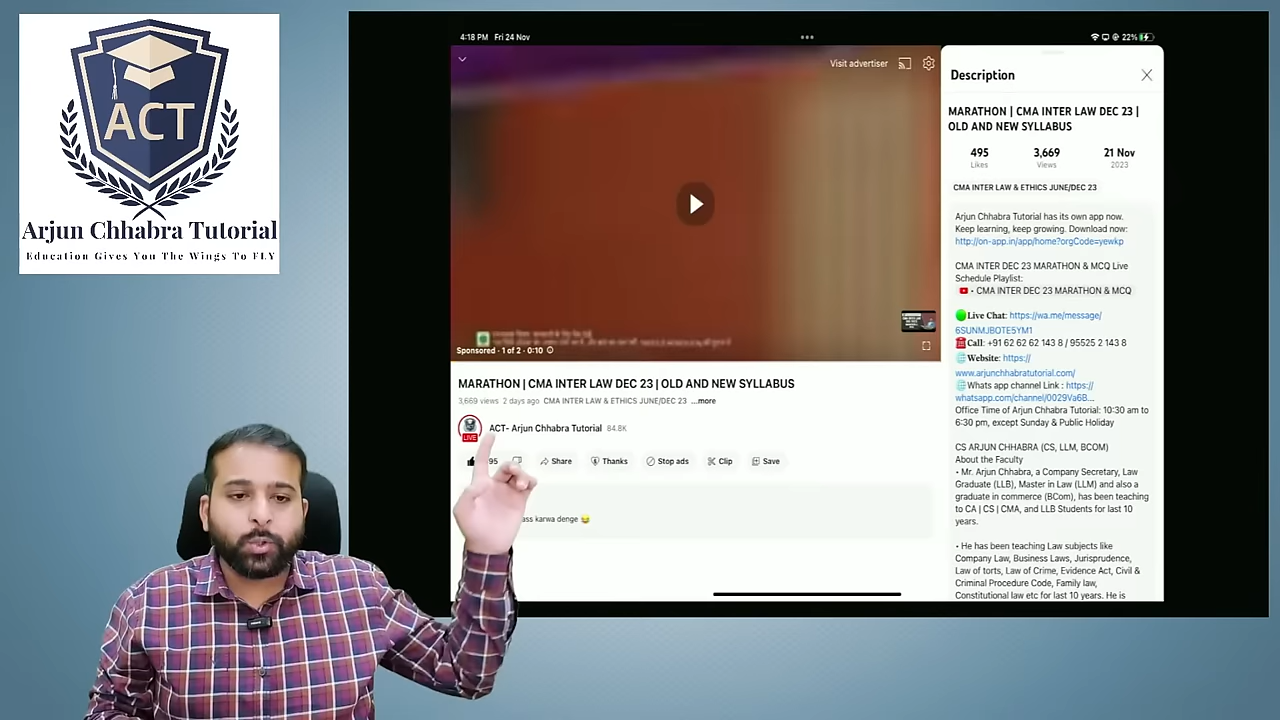 ACT
Arjun Chhabra Tutorial
Education Gives You The Wings To FLY
4:18 PM Fri 24 Nov
22%
Visit advertiser
Sponsored · 1 of 2 · 0:10
MARATHON | CMA INTER LAW DEC 23 | OLD AND NEW SYLLABUS
3,669 views 2 days ago CMA INTER LAW & ETHICS JUNE/DEC 23 ...more
ACT- Arjun Chhabra Tutorial 84.8K
LIVE
95 Share Thanks Stop ads Clip Save
karwa denge 😂
Description
MARATHON | CMA INTER LAW DEC 23 |
OLD AND NEW SYLLABUS
495 3,669 21 Nov
Likes Views 2023
CMA INTER LAW & ETHICS JUNE/DEC 23
Arjun Chhabra Tutorial has its own app now.
Keep learning, keep growing. Download now:
http://on-app.in/app/home?orgCode=yewkp
CMA INTER DEC 23 MARATHON & MCQ Live
Schedule Playlist:
• CMA INTER DEC 23 MARATHON & MCQ
Live Chat: https://wa.me/message/
6SUNMJBQTE5YM1
Call: +91 62 62 62 143 8 / 95525 2 143 8
Website: https://
www.arjunchhabratutorial.com/
Whats app channel Link : https://
whatsapp.com/channel/0029Va6B...
Office Time of Arjun Chhabra Tutorial: 10:30 am to
6:30 pm, except Sunday & Public Holiday
CS ARJUN CHHABRA (CS, LLM, BCOM)
About the Faculty
• Mr. Arjun Chhabra, a Company Secretary, Law
Graduate (LLB), Master in Law (LLM) and also a
graduate in commerce (BCom), has been teaching
to CA | CS | CMA, and LLB Students for last 10
years.
• He has been teaching Law subjects like
Company Law, Business Laws, Jurisprudence,
Law of torts, Law of Crime, Evidence Act, Civil &
Criminal Procedure Code, Family law,
Constitutional law etc for last 10 years. He is